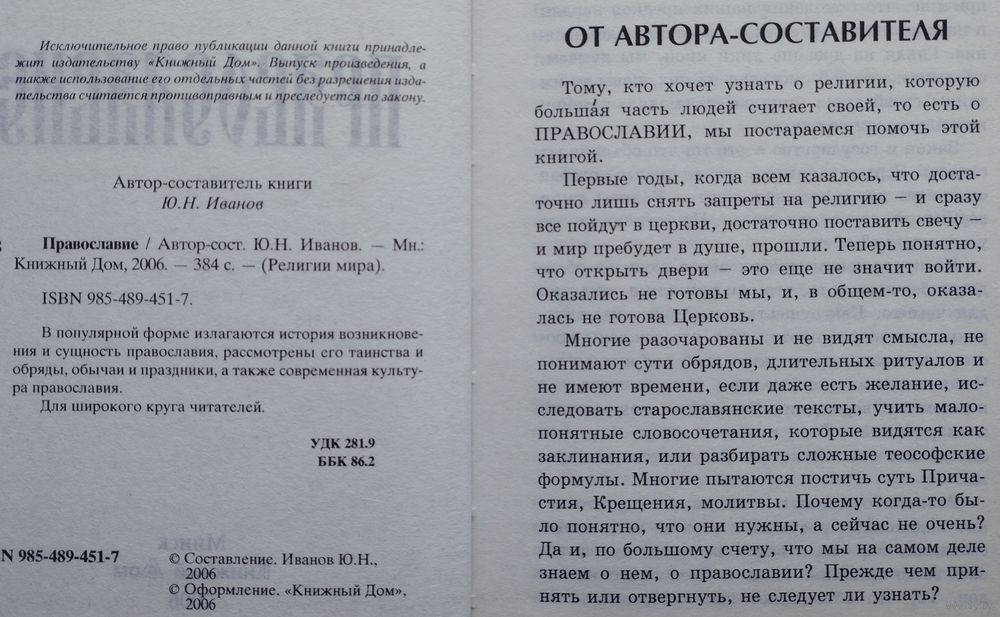 Исключительное право публикации данной книги принадле-
жит издательству «Книжный Дом». Выпуск произведения, а
также использование его отдельных частей без разрешения изда-
тельства считается противоправным и преследуется по закону.
Автор-составитель книги
Ю.Н. Иванов
Православие / Автор-сост. Ю.Н. Иванов. — Мн.:
Книжный Дом, 2006. — 384 с. — (Религии мира).
ISBN 985-489-451-7.
В популярной форме излагаются история возникнове-
ния и сущность православия, рассмотрены его таинства и
обряды, обычаи и праздники, а также современная культу-
ра православия.
Для широкого круга читателей.
УДК 281.9
ББК 86.2
N 985-489-451-7
© Составление. Иванов Ю.Н.,
2006
© Оформление. «Книжный Дом»,
2006
ОТ АВТОРА-СОСТАВИТЕЛЯ
Тому, кто хочет узнать о религии, которую
бо́льшая часть людей считает своей, то есть о
ПРАВОСЛАВИИ, мы постараемся помочь этой
книгой.
Первые годы, когда всем казалось, что доста-
точно лишь снять запреты на религию — и сразу
все пойдут в церкви, достаточно поставить свечу —
и мир пребудет в душе, прошли. Теперь понятно,
что открыть двери — это еще не значит войти.
Оказались не готовы мы, и, в общем-то, оказа-
лась не готова Церковь.
Многие разочарованы и не видят смысла, не
понимают сути обрядов, длительных ритуалов и
не имеют времени, если даже есть желание, ис-
следовать старославянские тексты, учить мало-
понятные словосочетания, которые видятся как
заклинания, или разбирать сложные теософские
формулы. Многие пытаются постичь суть Прича-
стия, Крещения, молитвы. Почему когда-то бы-
ло понятно, что они нужны, а сейчас не очень?
Да и, по большому счету, что мы на самом деле
знаем о нем, о православии? Прежде чем при-
нять или отвергнуть, не следует ли узнать?